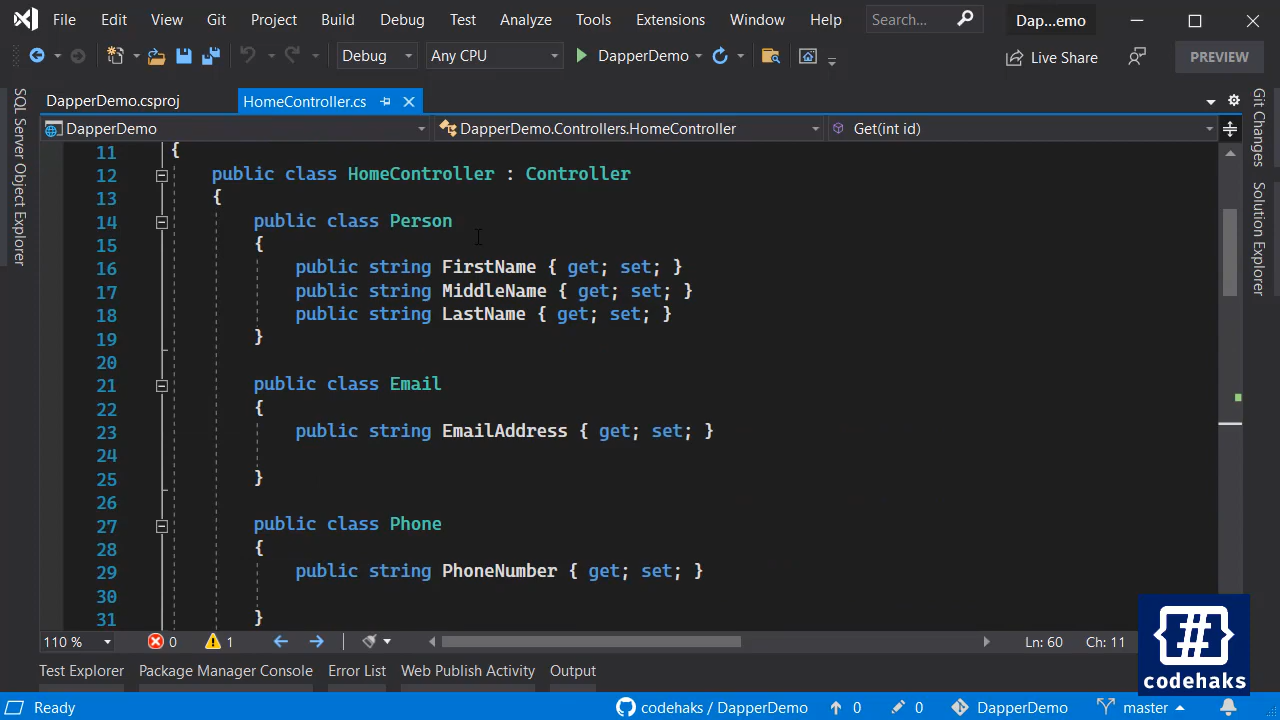 File Edit View Git Project Build Debug Test Analyze Tools Extensions Window Help Search... Dap...emo
Debug Any CPU DapperDemo Live Share PREVIEW
DapperDemo.csproj HomeController.cs
DapperDemo DapperDemo.Controllers.HomeController Get(int id)
SQL Server Object Explorer
Git Changes
Solution Explorer
11 {
12 public class HomeController : Controller
13 {
14 public class Person
15 {
16 public string FirstName { get; set; }
17 public string MiddleName { get; set; }
18 public string LastName { get; set; }
19 }
20
21 public class Email
22 {
23 public string EmailAddress { get; set; }
24
25 }
26
27 public class Phone
28 {
29 public string PhoneNumber { get; set; }
30
31 }
110 % 0 1 Ln: 60 Ch: 11
{#}
codehaks
Test Explorer Package Manager Console Error List Web Publish Activity Output
Ready codehaks / DapperDemo 0 0 DapperDemo master